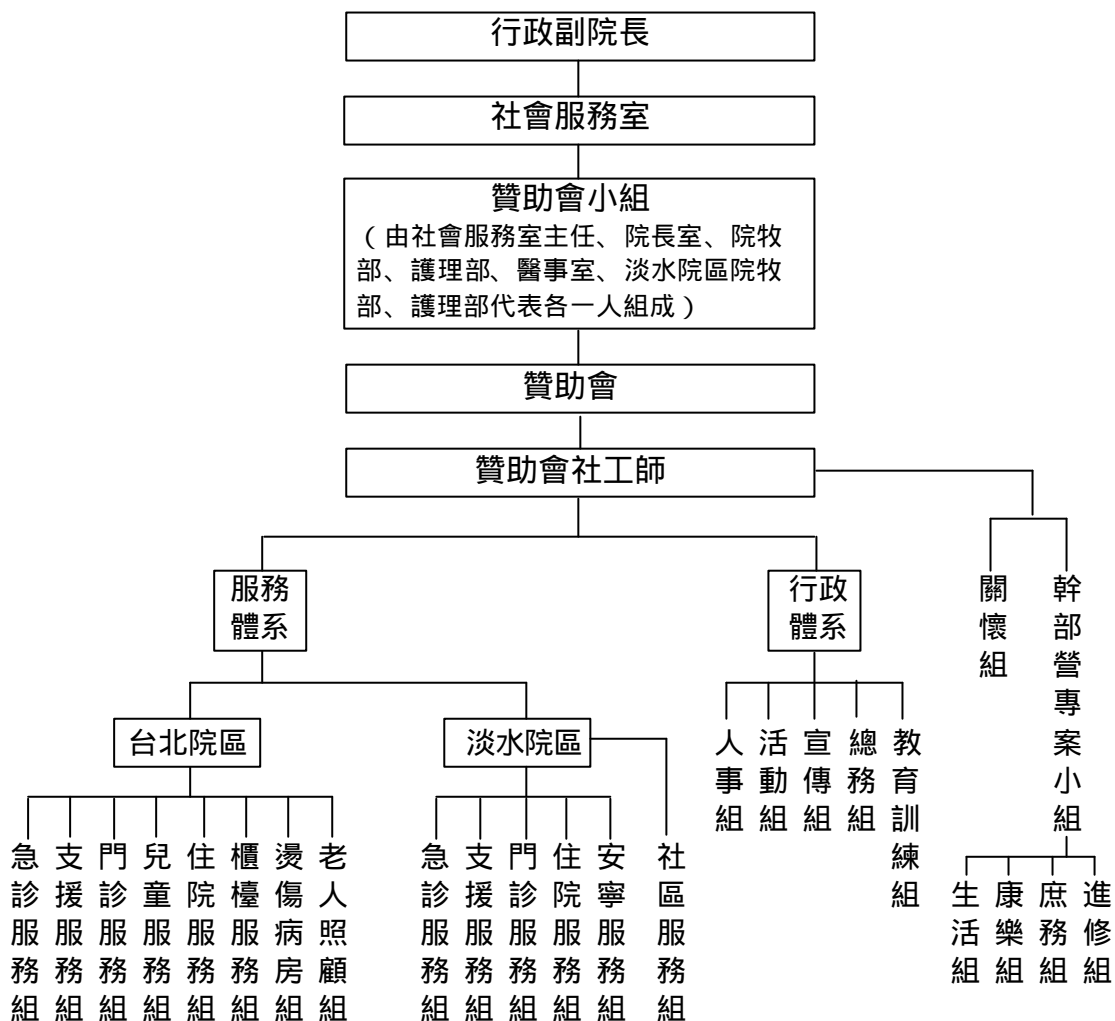 行政副院長
社會服務室
贊助會小組
（由社會服務室主任、院長室、院牧
部、護理部、醫事室、淡水院區院牧
部、護理部代表各一人組成）
贊助會
贊助會社工師
服務
體系
行政
體系
關懷組
幹部營專案小組
台北院區
淡水院區
人事組
活動組
宣傳組
總務組
教育訓練組
急診服務組
支援服務組
門診服務組
兒童服務組
住院服務組
櫃檯服務組
燙傷病房組
老人照顧組
急診服務組
支援服務組
門診服務組
住院服務組
安寧服務組
社區服務組
生活組
康樂組
庶務組
進修組